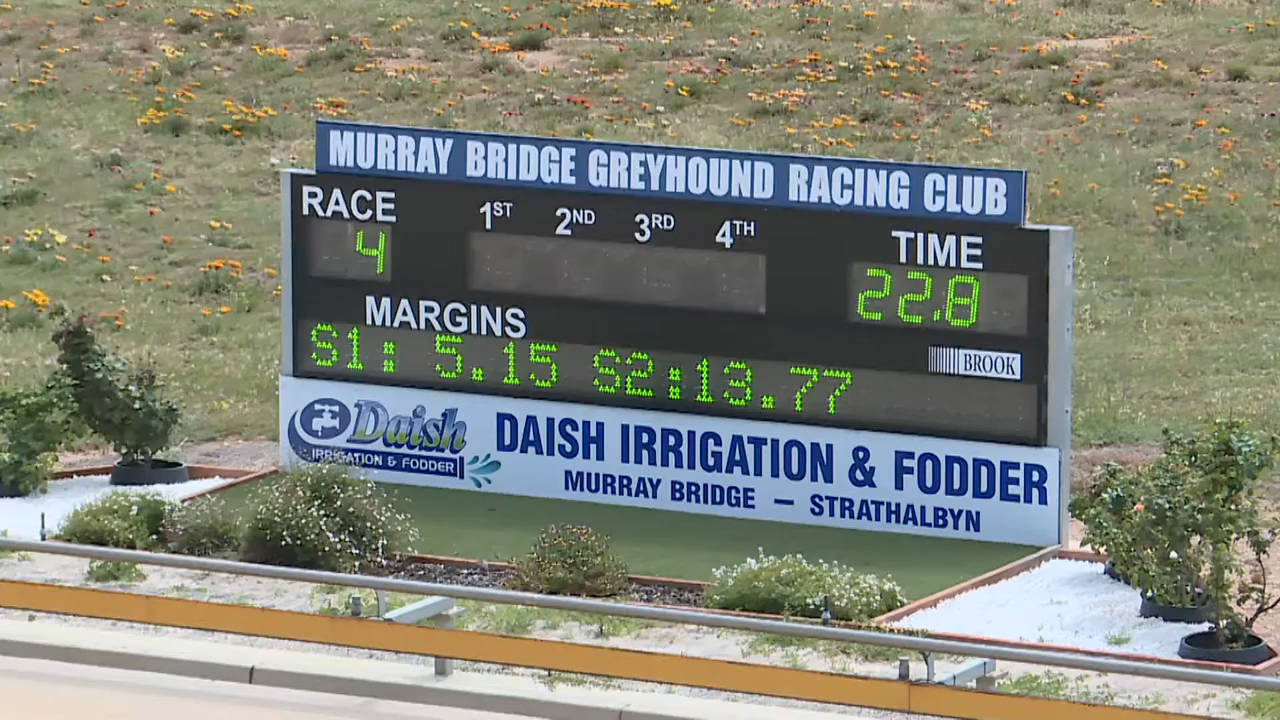 MURRAY BRIDGE GREYHOUND RACING CLUB
RACE 1ST 2ND 3RD 4TH TIME
4 22.8
MARGINS
S1: 5.15 S2:13.77
BROOK
Daish
IRRIGATION & FODDER
DAISH IRRIGATION & FODDER
MURRAY BRIDGE — STRATHALBYN